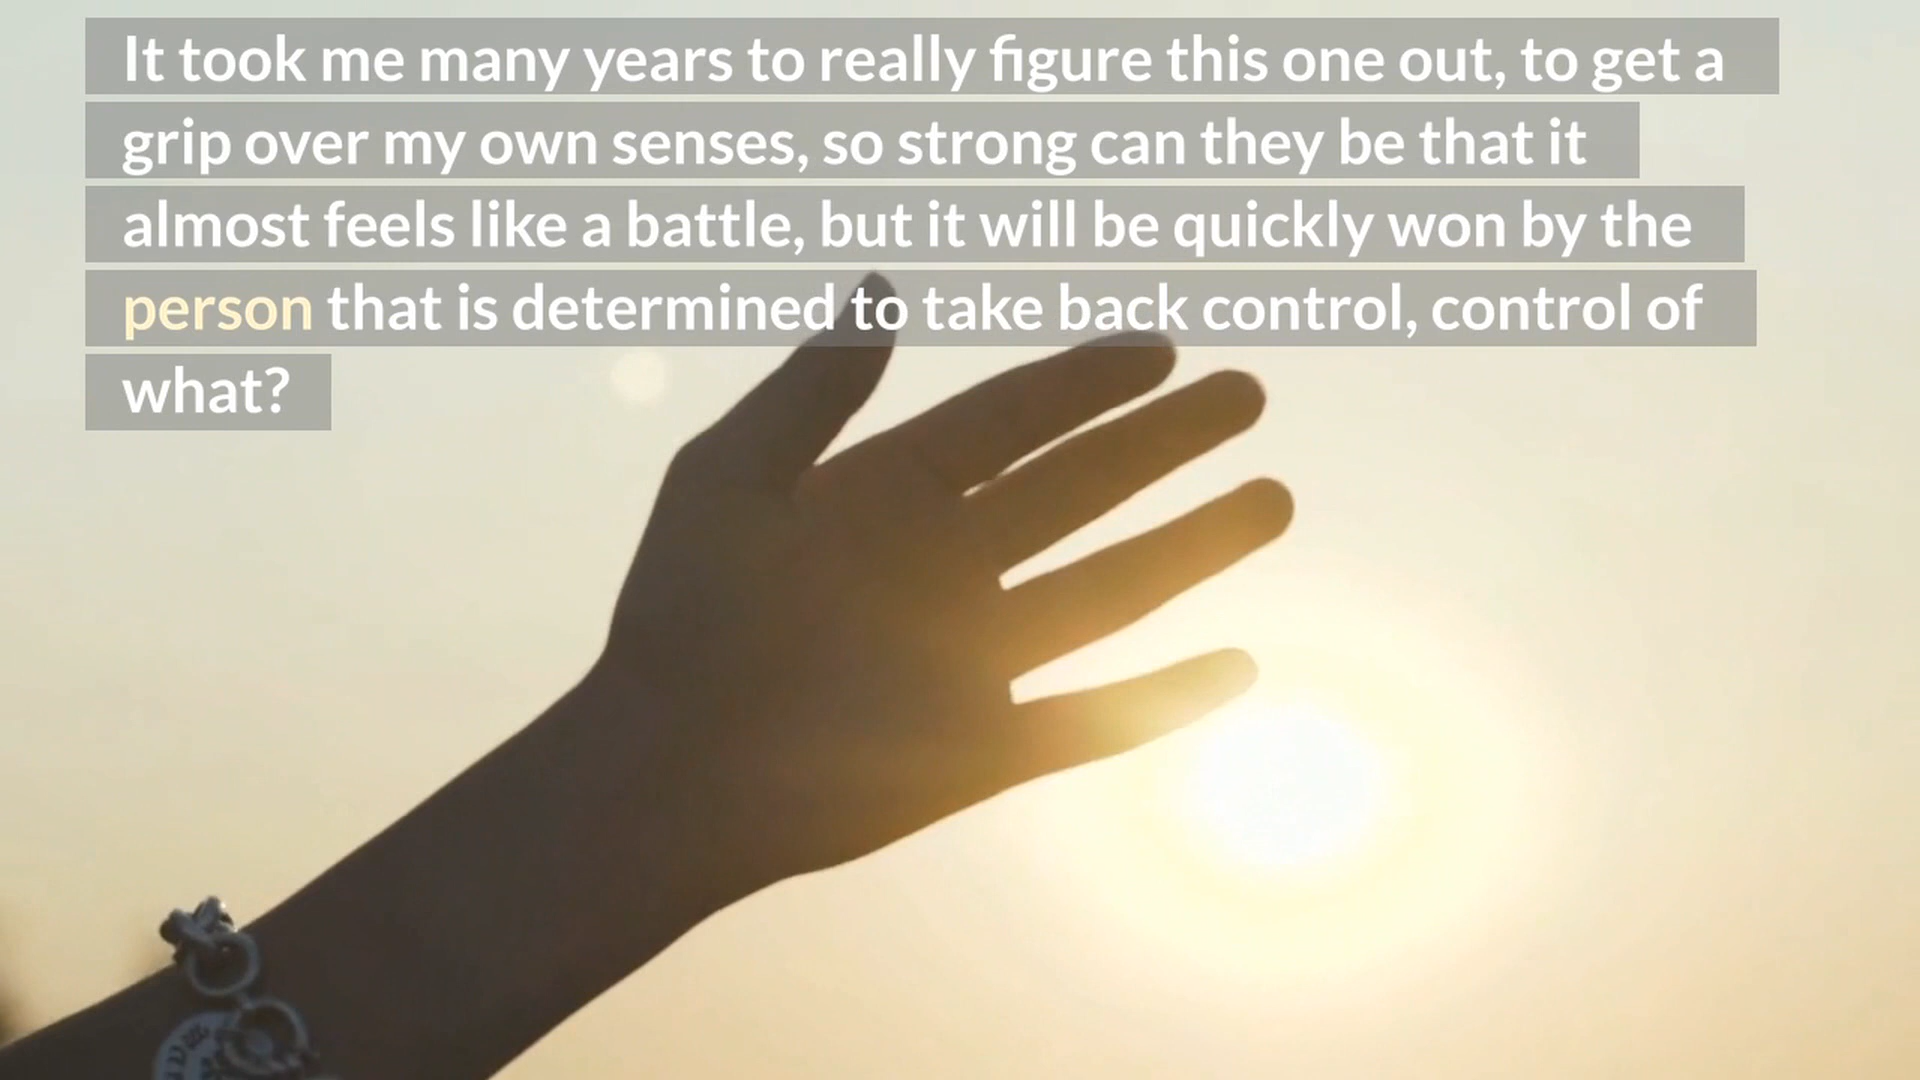 It took me many years to really figure this one out, to get a
grip over my own senses, so strong can they be that it
almost feels like a battle, but it will be quickly won by the
person that is determined to take back control, control of
what?